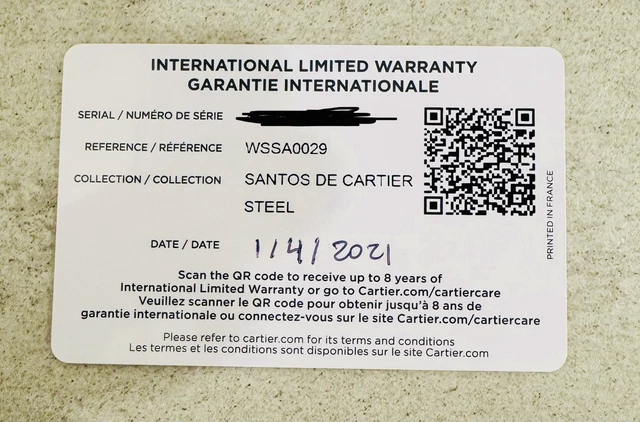 INTERNATIONAL LIMITED WARRANTY
GARANTIE INTERNATIONALE
SERIAL / NUMÉRO DE SÉRIE
REFERENCE / RÉFÉRENCE WSSA0029
COLLECTION / COLLECTION SANTOS DE CARTIER
STEEL
DATE / DATE 1/4/2021
Scan the QR code to receive up to 8 years of
International Limited Warranty or go to Cartier.com/cartiercare
Veuillez scanner le QR code pour obtenir jusqu'à 8 ans de
garantie internationale ou connectez-vous sur le site Cartier.com/cartiercare
Please refer to cartier.com for its terms and conditions
Les termes et les conditions sont disponibles sur le site Cartier.com
PRINTED IN FRANCE